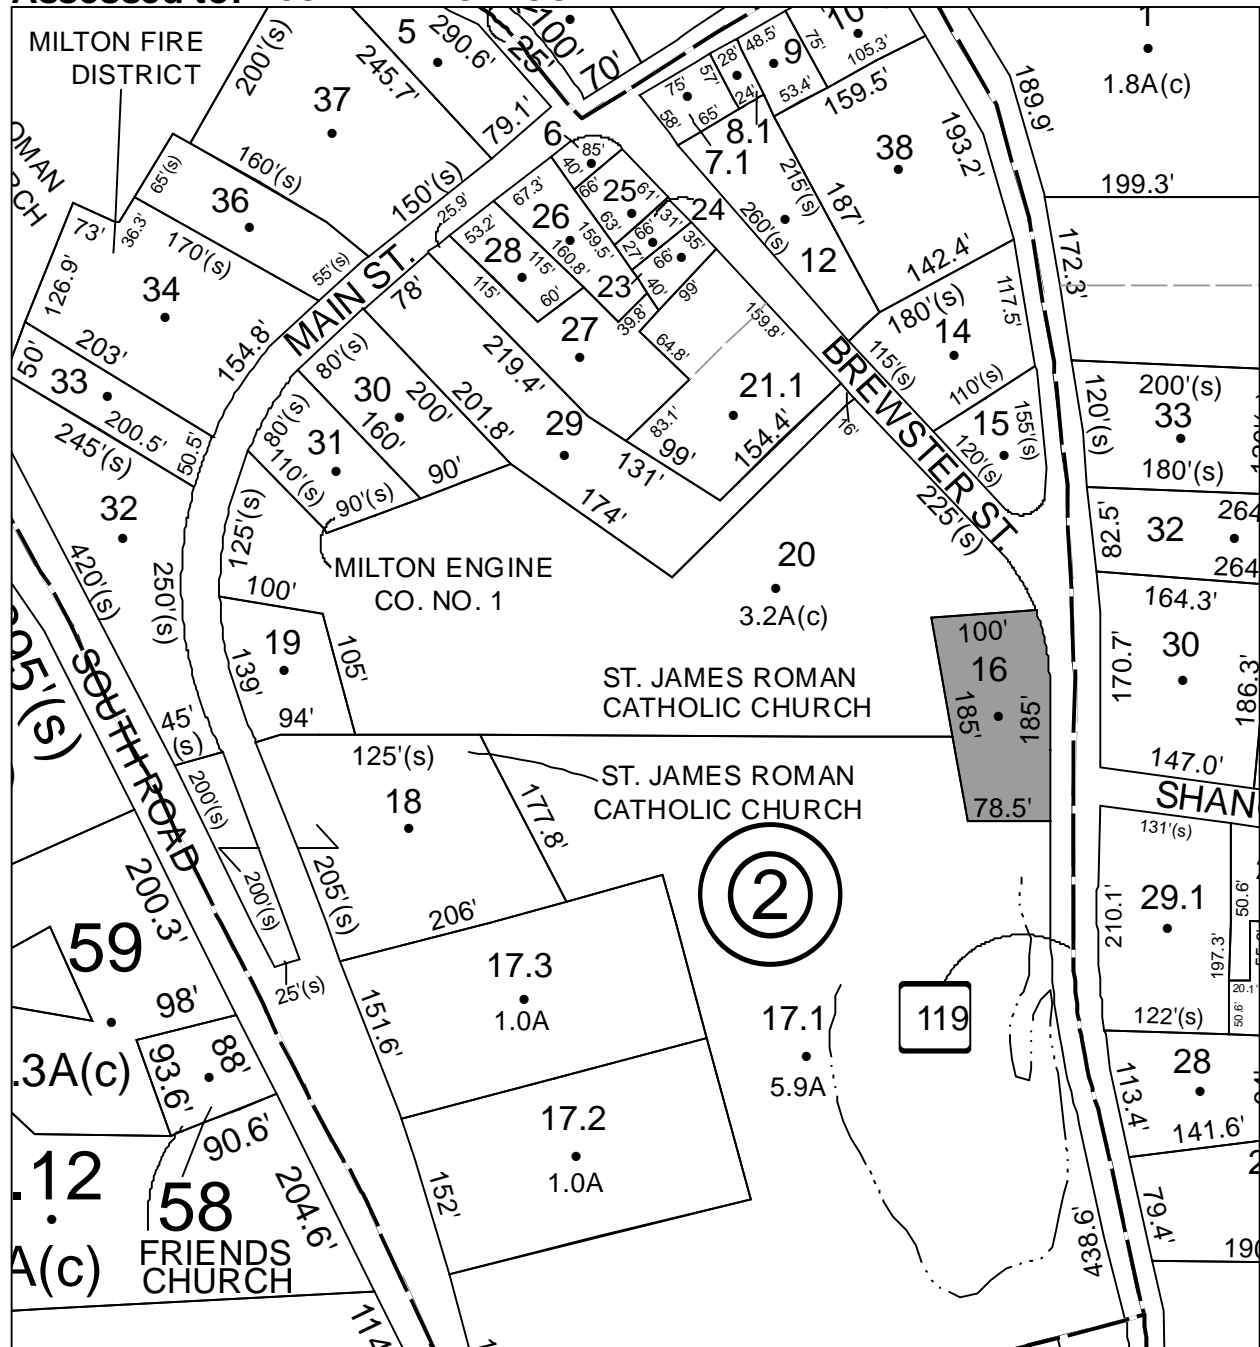 Assessed to:
MILTON FIRE
DISTRICT
200'(s)
5
290.6'
25'
100'
70'
245.7'
37
79.1'
10
1
1.8A(c)
28'
48.5'
9
75'
105.3'
75'
57'
24'
53.4'
58'
65'
159.5'
8.1
7.1
189.9'
193.2'
38
OMAN
CH
65'(s)
160'(s)
36
150'(s)
25.9'
6
85'
40'
66'
25
61'
67.3'
63'
24
215'(s)
187'
199.3'
73'
36.3'
170'(s)
55'(s)
53.2'
26
159.5'
131'
66'
35'
27'
66'
260'(s)
12
142.4'
172.3'
126.9'
34
MAIN ST.
28
115'
160.8'
115'
60'
23
40'
99'
39.8'
180'(s)
117.5'
50'
203'
154.8'
78'
27
64.8'
159.8'
115'(s)
14
33
200.5'
80'(s)
30
219.4'
21.1
BREWSTER ST.
110'(s)
120'(s)
200'(s)
33
245'(s)
50.5'
80'(s)
160'
200'
201.8'
29
83.1'
99'
154.4'
16'
15
155'(s)
120'(s)
31
110'(s)
90'(s)
90'
131'
174'
225'(s)
180'(s)
32
125'(s)
82.5'
32
264
264
420'(s)
250'(s)
MILTON ENGINE
CO. NO. 1
20
3.2A(c)
100'
164.3'
19
139'
105'
94'
100'
16
185'
185'
78.5'
30
170.7'
186.3'
95'(s)
SOUTH ROAD
45'
(s)
ST. JAMES ROMAN
CATHOLIC CHURCH
147.0'
SHAN
125'(s)
18
177.8'
ST. JAMES ROMAN
CATHOLIC CHURCH
200'(s)
131'(s)
200.3'
200'(s)
205'(s)
206'
2
210.1'
29.1
50.6'
197.3'
20.1'
50.6'
59
98'
25'(s)
17.3
1.0A
151.6'
17.1
5.9A
119
122'(s)
.3A(c)
93.6'
88'
28
113.4'
141.6'
90.6'
17.2
1.0A
152'
.12
58
204.6'
FRIENDS
CHURCH
A(c)
438.6'
79.4'
190
114